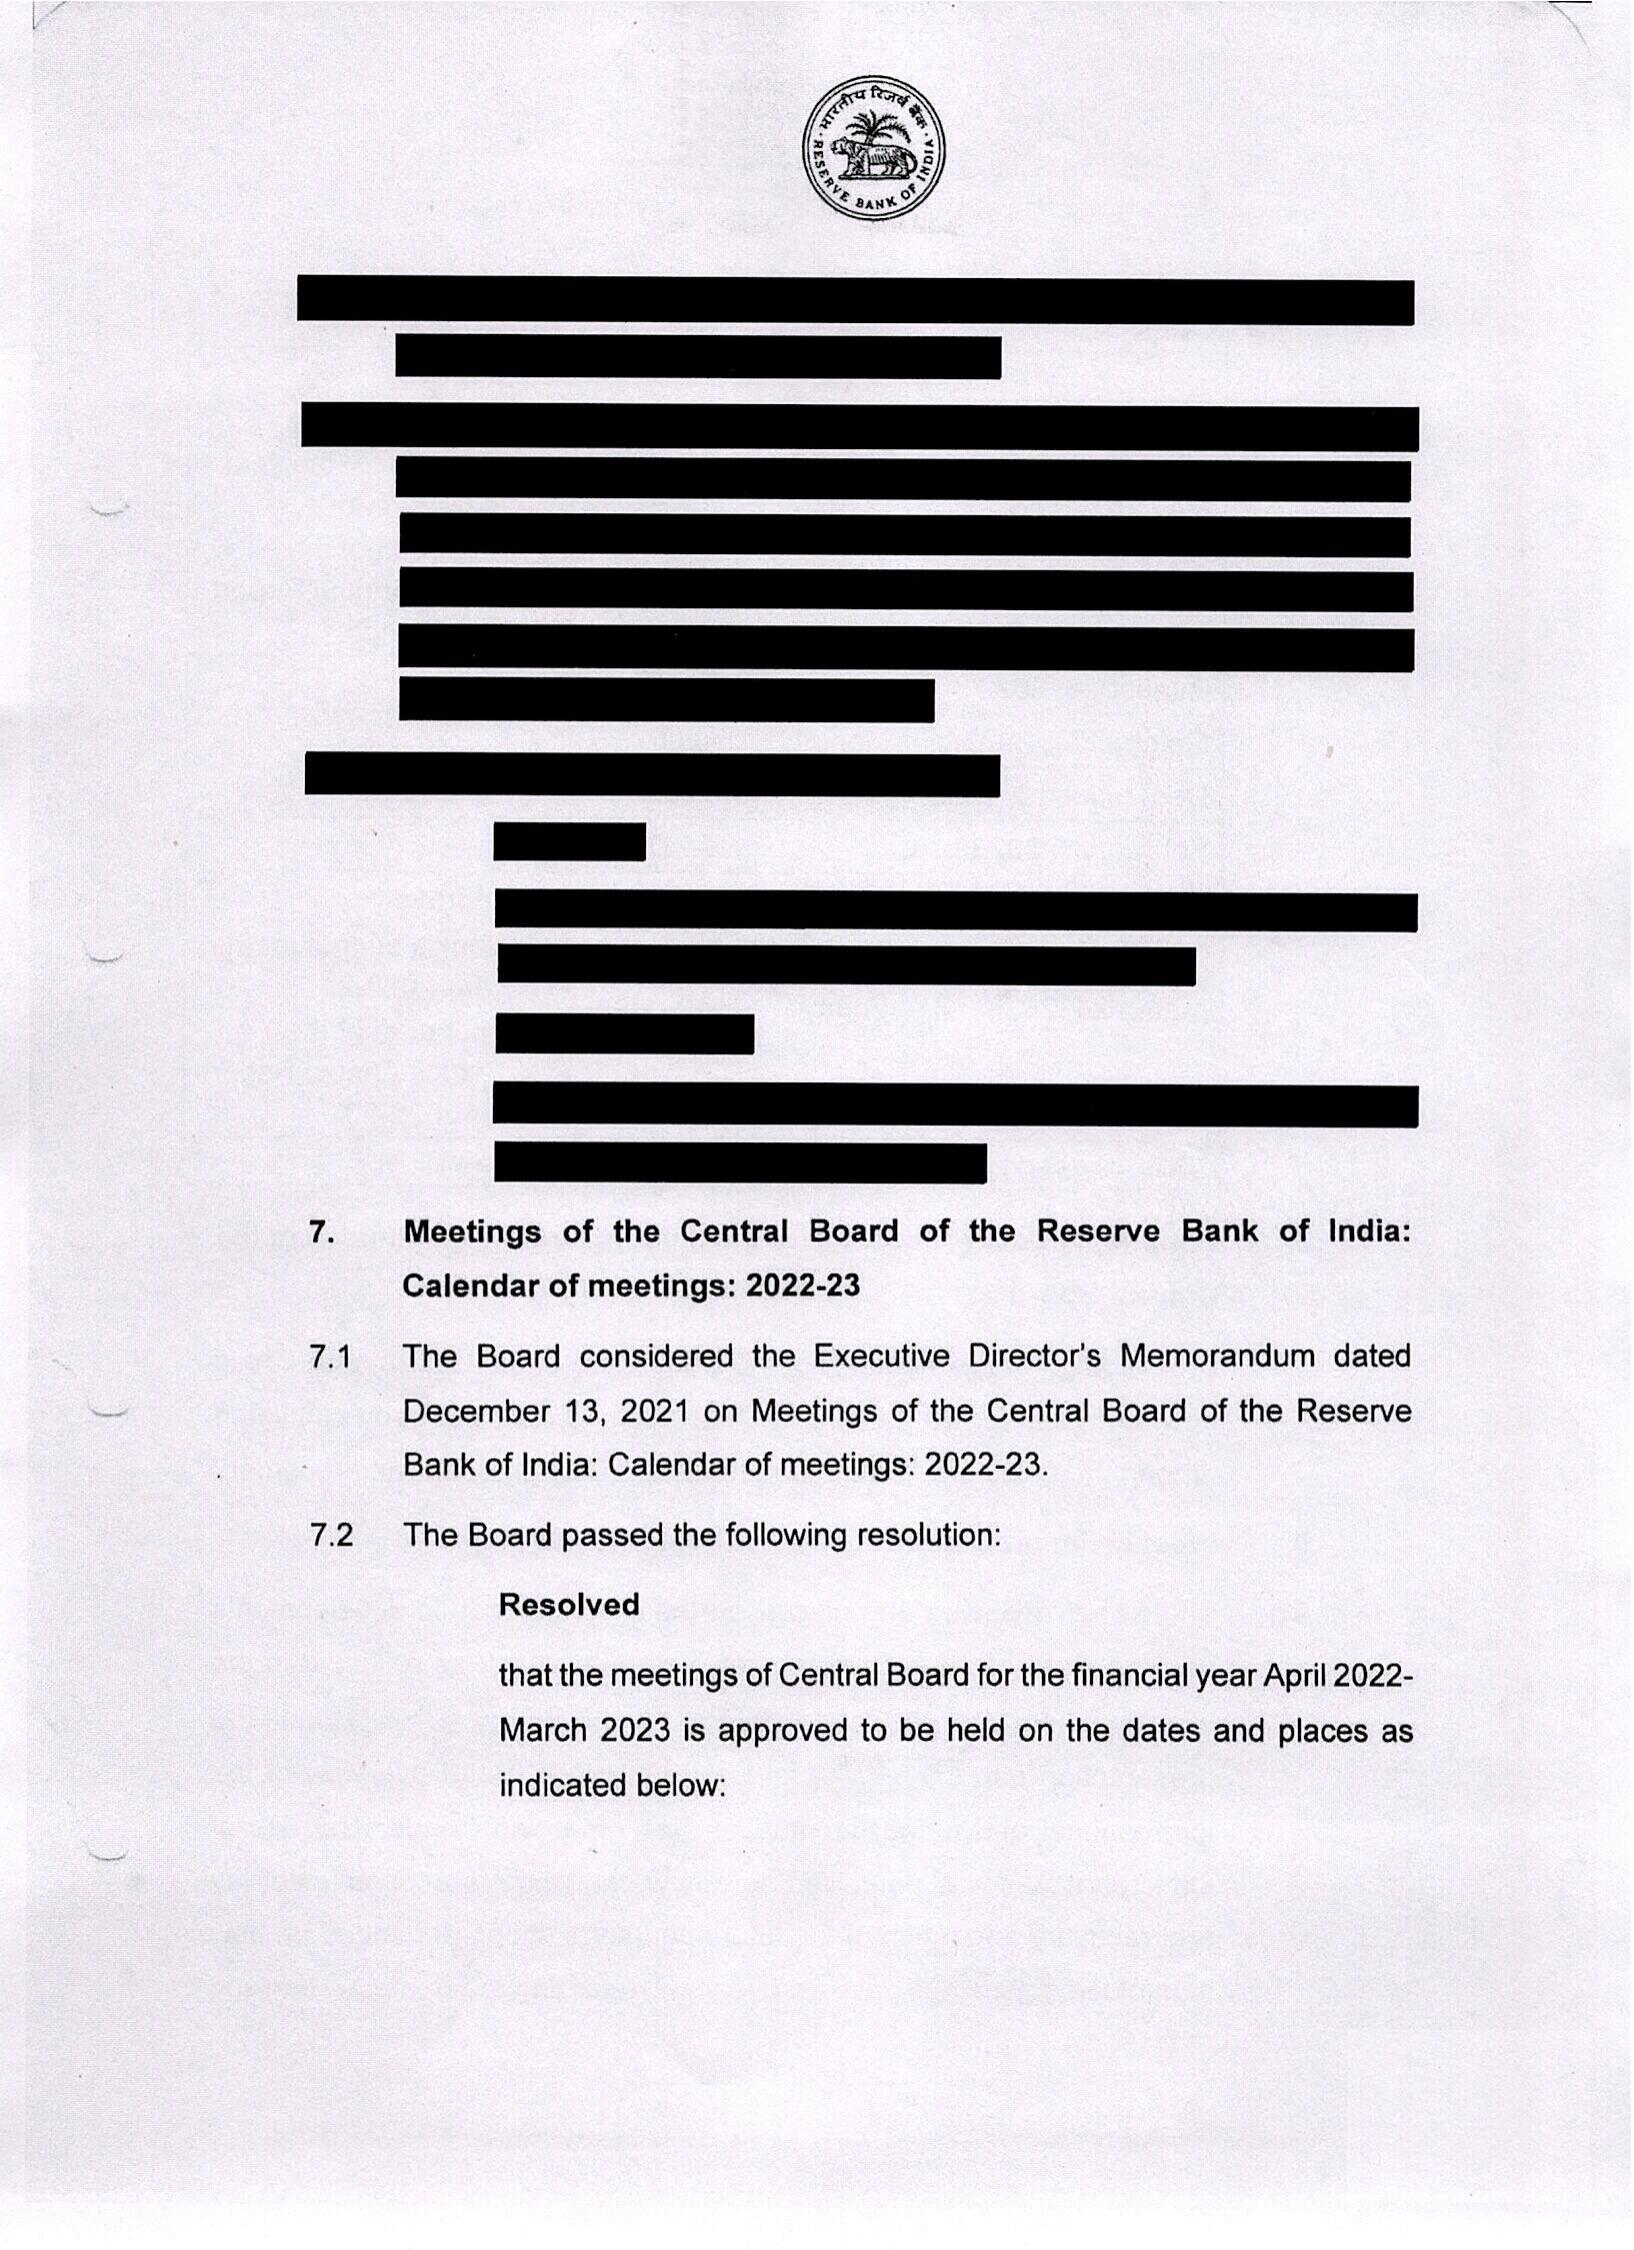 भारतीय रिज़र्व बैंक
RESERVE BANK OF INDIA
7. Meetings of the Central Board of the Reserve Bank of India:
Calendar of meetings: 2022-23
7.1 The Board considered the Executive Director's Memorandum dated
December 13, 2021 on Meetings of the Central Board of the Reserve
Bank of India: Calendar of meetings: 2022-23.
7.2 The Board passed the following resolution:
Resolved
that the meetings of Central Board for the financial year April 2022-
March 2023 is approved to be held on the dates and places as
indicated below: